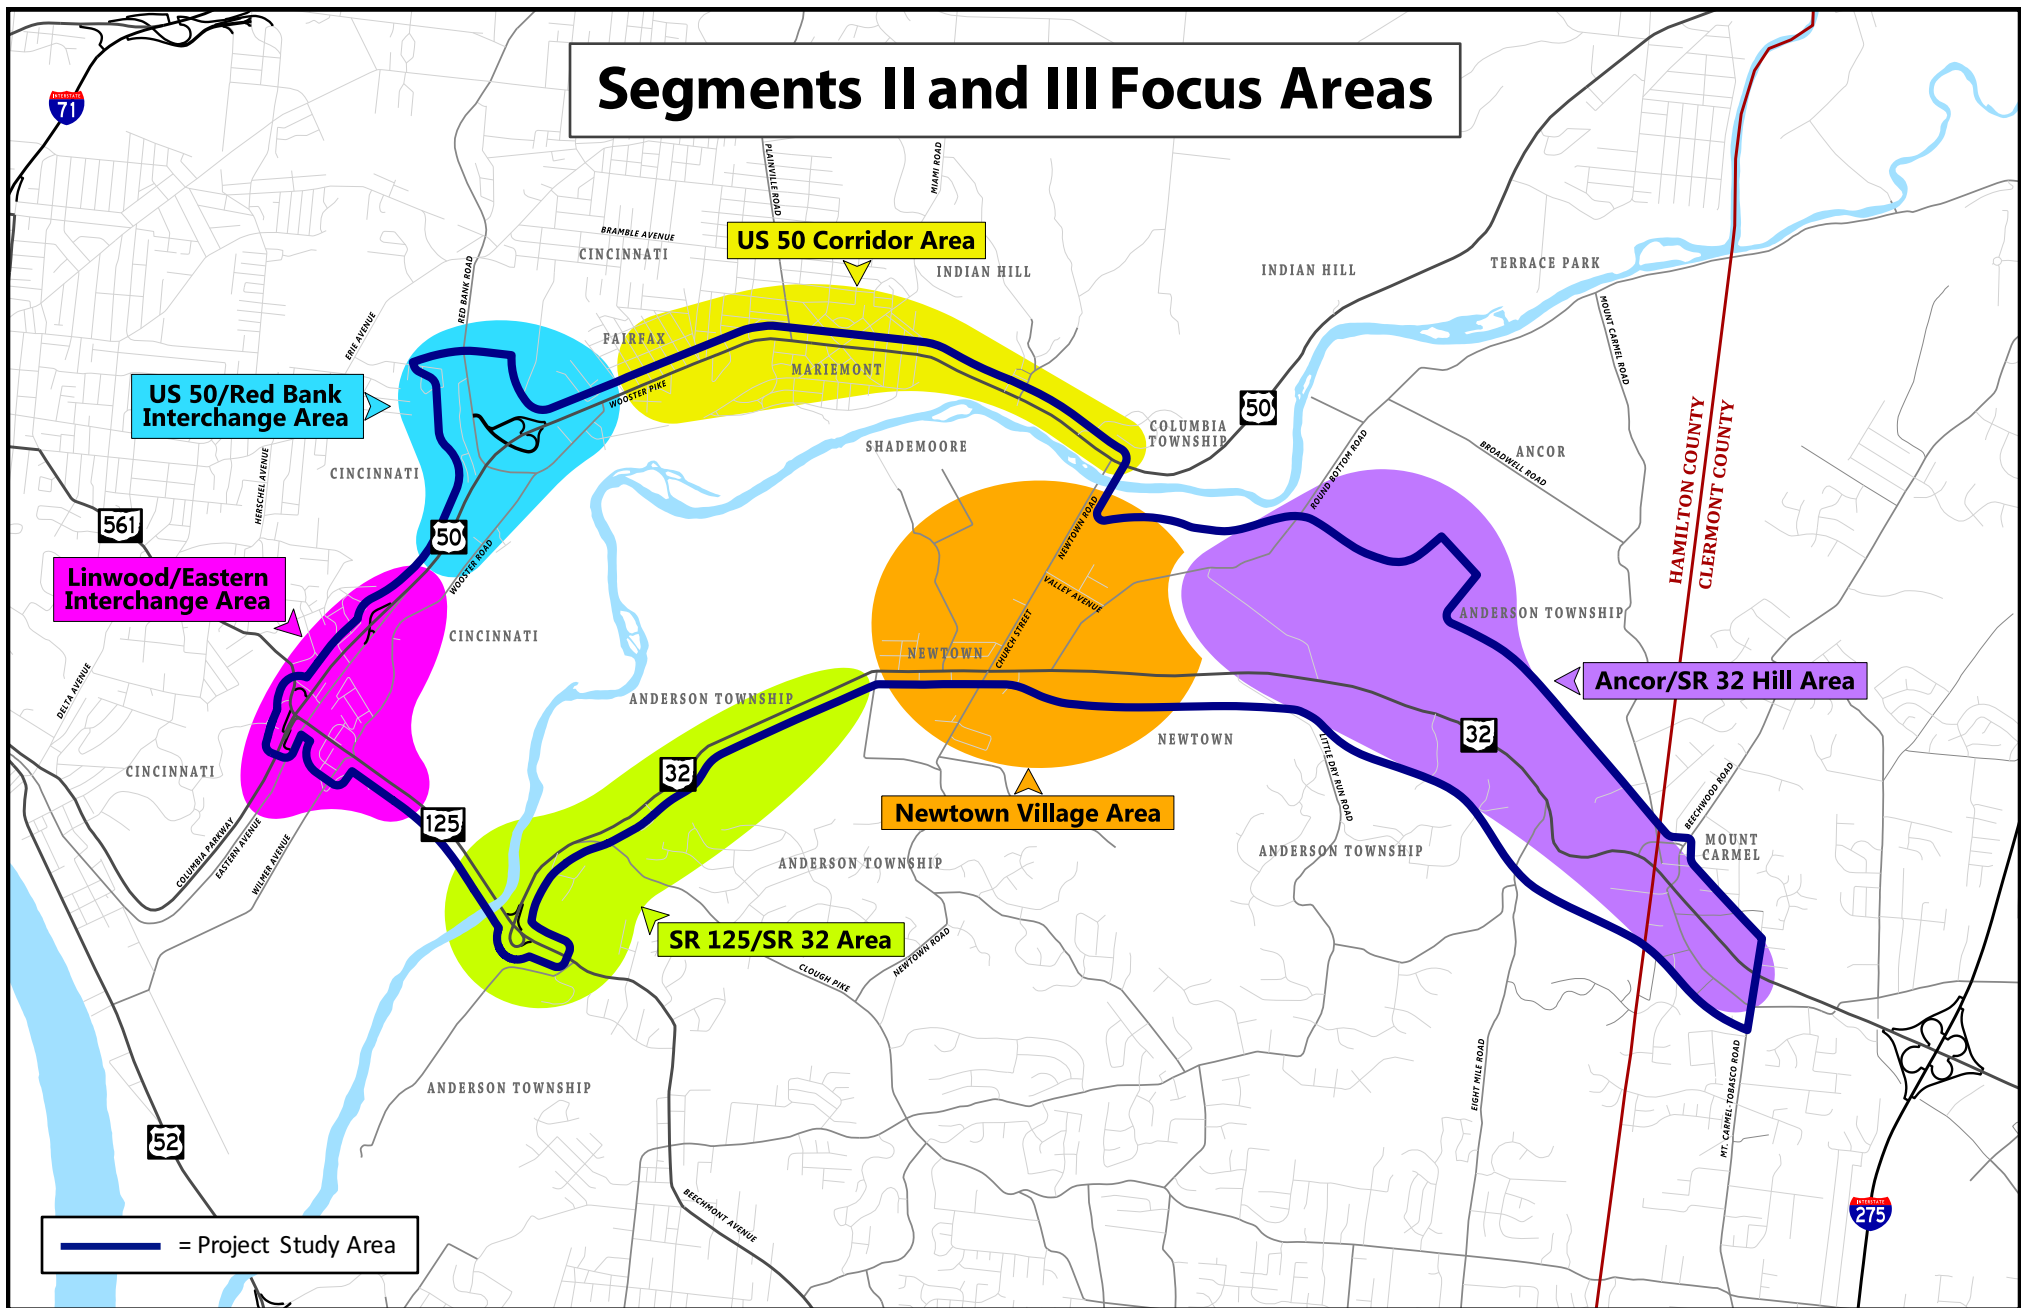 Segments II and III Focus Areas
INTERSTATE
71
PLAINVILLE ROAD
MIAMI ROAD
BRAMBLE AVENUE
CINCINNATI
US 50 Corridor Area
INDIAN HILL
INDIAN HILL
TERRACE PARK
RED BANK ROAD
ERIE AVENUE
FAIRFAX
MARIEMONT
MOUNT CARMEL ROAD
US 50/Red Bank
Interchange Area
WOOSTER PIKE
50
COLUMBIA
TOWNSHIP
SHADEMOORE
HAMILTON COUNTY
CLERMONT COUNTY
ROUND BOTTOM ROAD
BROADWELL ROAD
ANCOR
CINCINNATI
HERSCHEL AVENUE
561
50
NEWTOWN ROAD
WOOSTER ROAD
Linwood/Eastern
Interchange Area
VALLEY AVENUE
CHURCH STREET
ANDERSON TOWNSHIP
CINCINNATI
NEWTOWN
DELTA AVENUE
ANDERSON TOWNSHIP
Ancor/SR 32 Hill Area
NEWTOWN
32
32
CINCINNATI
LITTLE DRY RUN ROAD
BEECHWOOD ROAD
125
Newtown Village Area
COLUMBIA PARKWAY
EASTERN AVENUE
WILMER AVENUE
ANDERSON TOWNSHIP
ANDERSON TOWNSHIP
MOUNT
CARMEL
SR 125/SR 32 Area
CLOUGH PIKE
NEWTOWN ROAD
ANDERSON TOWNSHIP
EIGHT MILE ROAD
MT. CARMEL-TOBASCO ROAD
52
BEECHMONT AVENUE
INTERSTATE
275
= Project Study Area